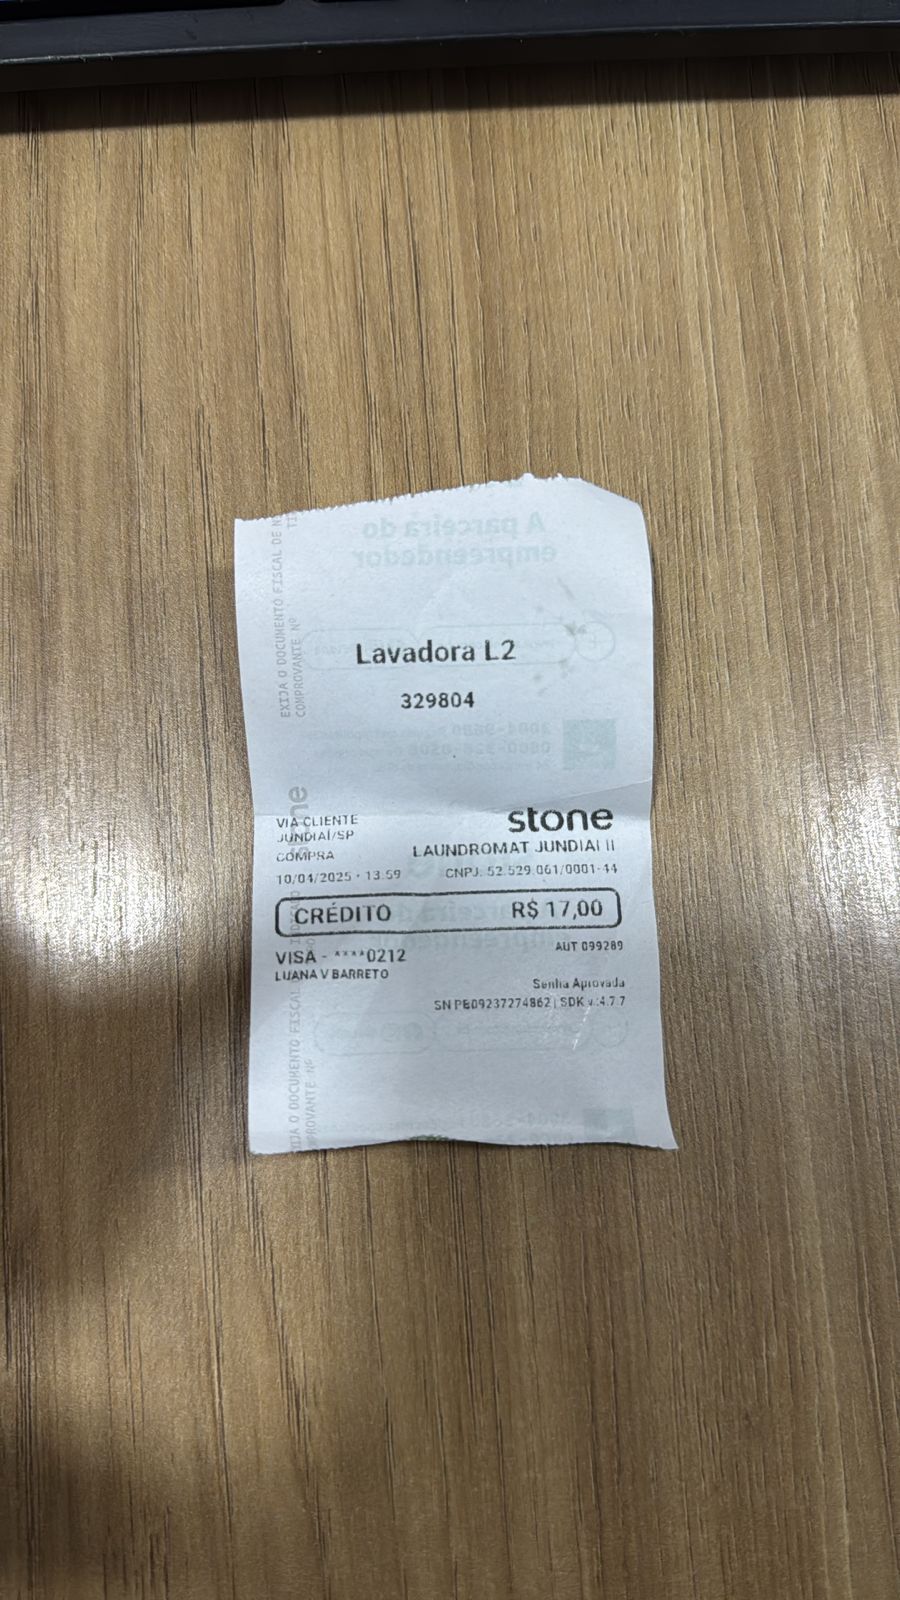 Lavadora L2
329804
stone
VIA CLIENTE
JUNDIAÍ/SP
COMPRA
LAUNDROMAT JUNDIAI II
10/04/2025 · 13:59 CNPJ: 52.529.061/0001-44
CRÉDITO R$ 17,00
VISA - ****0212 AUT 099289
LUANA V BARRETO
Senha Aprovada
SN PB09237274862 | SDK v.:4.7.7
A parceira do
empreendedor
EXIJA O DOCUMENTO FISCAL DE
COMPROVANTE Nº